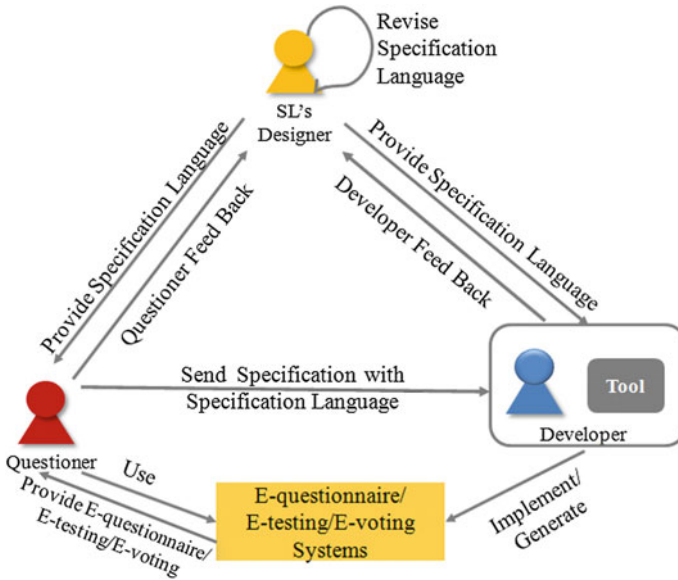 Revise
Specification
Language
SL's
Designer
Provide Specification Language
Questioner Feed Back
Provide Specification Language
Developer Feed Back
Send Specification with
Specification Language
Tool
Developer
Questioner
Use
Provide E-questionnaire/
E-testing/E-voting
E-questionnaire/
E-testing/E-voting
Systems
Implement/
Generate